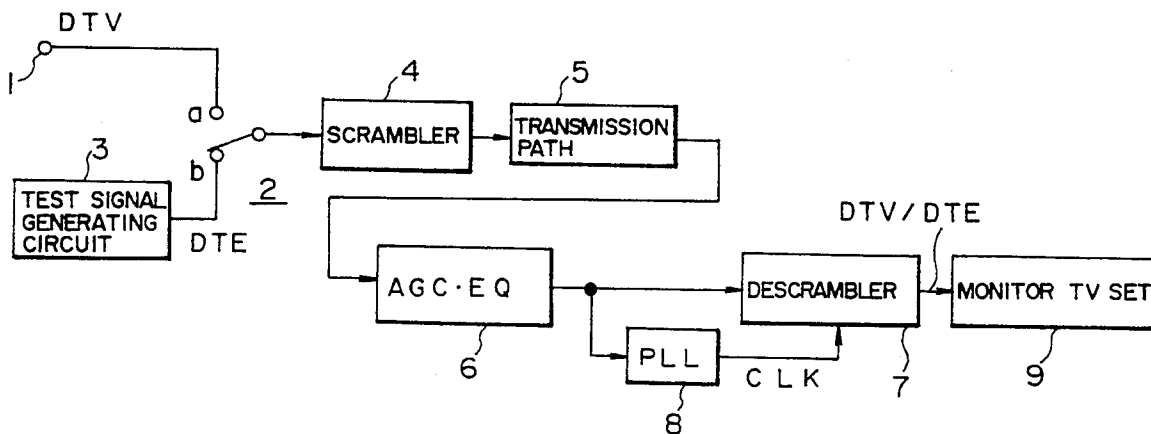 DTV
1
a
b
2
3
TEST SIGNAL
GENERATING
CIRCUIT
DTE
4
SCRAMBLER
5
TRANSMISSION
PATH
AGC·EQ
6
PLL
8
CLK
DESCRAMBLER
7
DTV/DTE
MONITOR TV SET
9